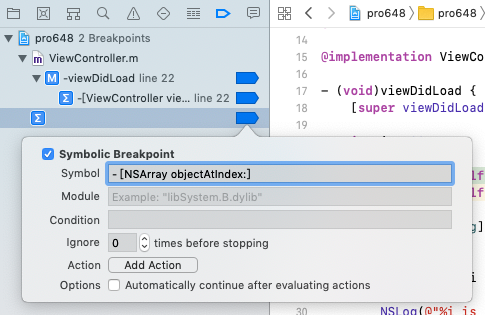 pro648 〉 pro648 〉
pro648 2 Breakpoints
ViewController.m
M -viewDidLoad line 22
Σ -[ViewController vie... line 22
Σ
Symbolic Breakpoint
Symbol - [NSArray objectAtIndex:]
Module Example: "libSystem.B.dylib"
Condition
Ignore 0 times before stopping
Action Add Action
Options Automatically continue after evaluating actions
14
15 @implementation ViewCo
16
17 - (void)viewDidLoad {
18 [super viewDidLoad
NSLog(@"%i is